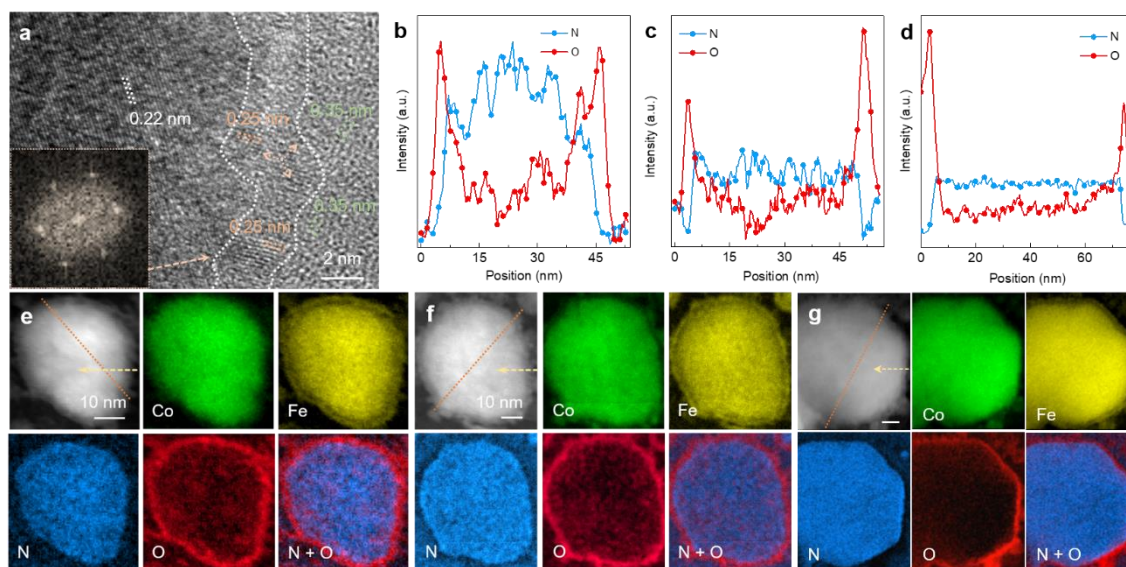 a
0.22 nm
0.25 nm
0.35 nm
0.35 nm
0.25 nm
2 nm
b
N
O
Intensity (a.u.)
0 15 30 45
Position (nm)
c
N
O
Intensity (a.u.)
0 15 30 45
Position (nm)
d
N
O
Intensity (a.u.)
0 20 40 60
Position (nm)
e
10 nm
Co
Fe
f
10 nm
Co
Fe
g
Co
Fe
N
O
N + O
N
O
N + O
N
O
N + O